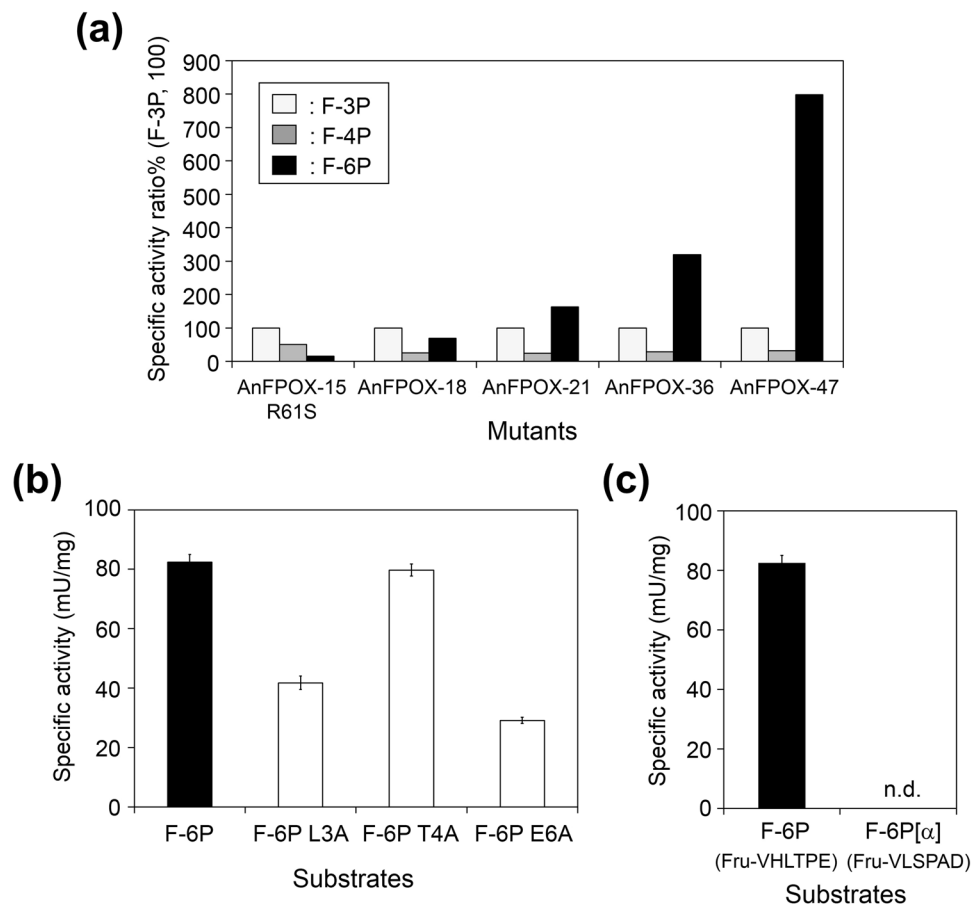 (a)
Specific activity ratio% (F-3P, 100)
900
800
700
600
500
400
300
200
100
0
: F-3P
: F-4P
: F-6P
AnFPOX-15 AnFPOX-18 AnFPOX-21 AnFPOX-36 AnFPOX-47
R61S
Mutants
(b)
Specific activity (mU/mg)
100
80
60
40
20
0
F-6P F-6P L3A F-6P T4A F-6P E6A
Substrates
(c)
Specific activity (mU/mg)
100
80
60
40
20
0
n.d.
F-6P F-6P[α]
(Fru-VHLTPE) (Fru-VLSPAD)
Substrates